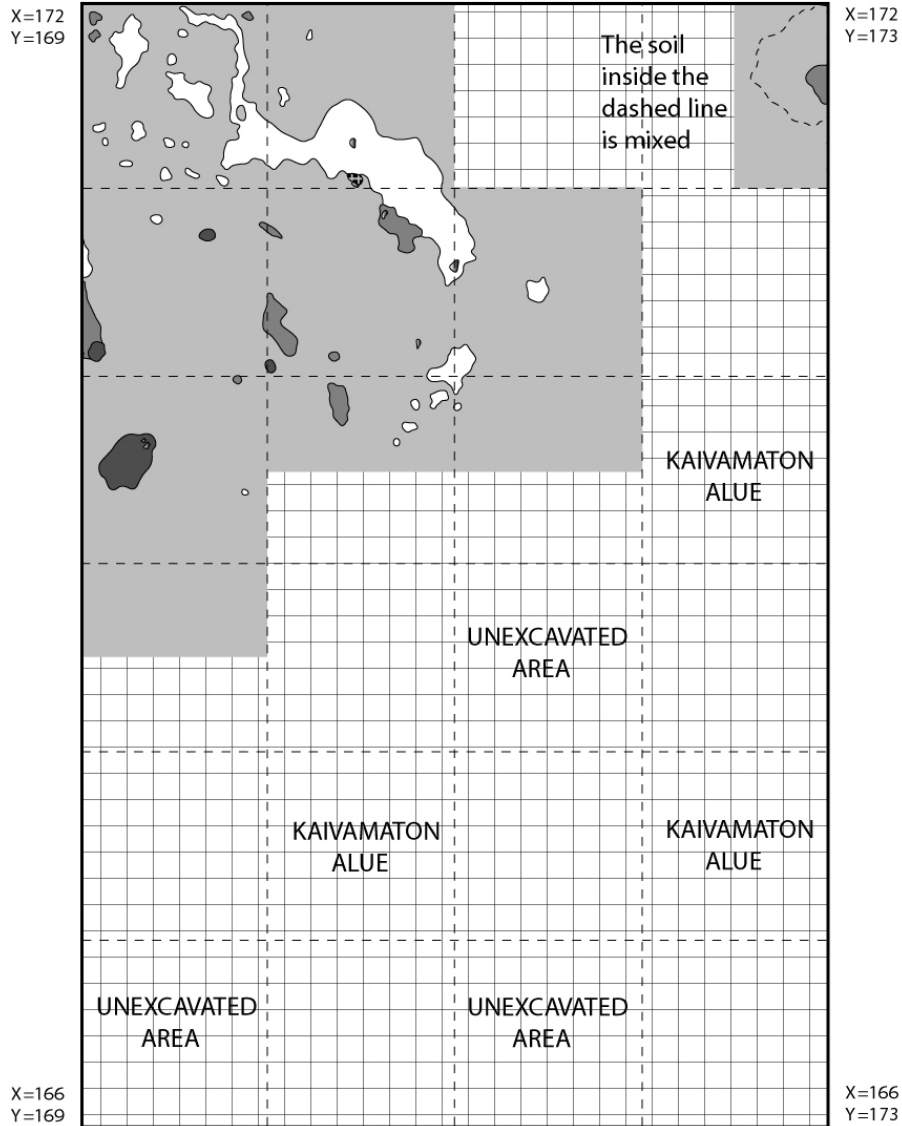 X=172
Y=169
X=172
Y=173
The soil
inside the
dashed line
is mixed
KAIVAMATON
ALUE
UNEXCAVATED
AREA
KAIVAMATON
ALUE
KAIVAMATON
ALUE
UNEXCAVATED
AREA
UNEXCAVATED
AREA
X=166
Y=169
X=166
Y=173